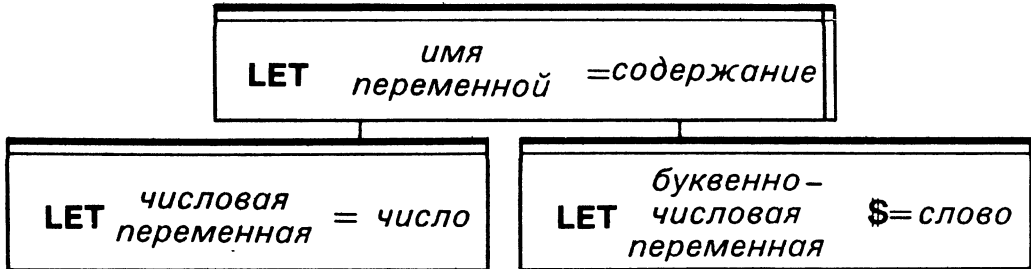 LET имя переменной =содержание
LET числовая переменная = число
LET буквенно-числовая переменная $=слово